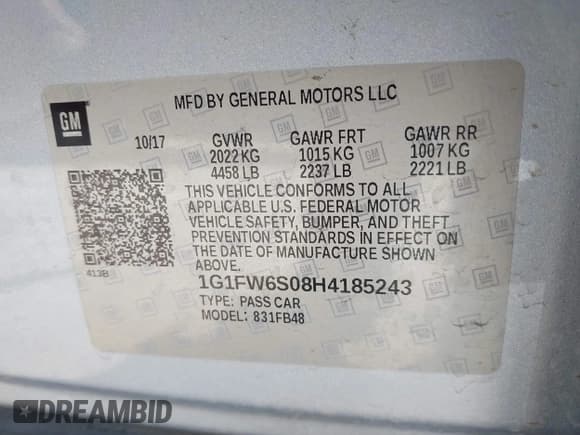 GM
MFD BY GENERAL MOTORS LLC
10/17 GVWR GAWR FRT GAWR RR
2022 KG 1015 KG 1007 KG
4458 LB 2237 LB 2221 LB
THIS VEHICLE CONFORMS TO ALL
APPLICABLE U.S. FEDERAL MOTOR
VEHICLE SAFETY, BUMPER, AND THEFT
PREVENTION STANDARDS IN EFFECT ON
THE DATE OF MANUFACTURE SHOWN
ABOVE.
413B
1G1FW6S08H4185243
TYPE: PASS CAR
MODEL: 831FB48
DREAMBID